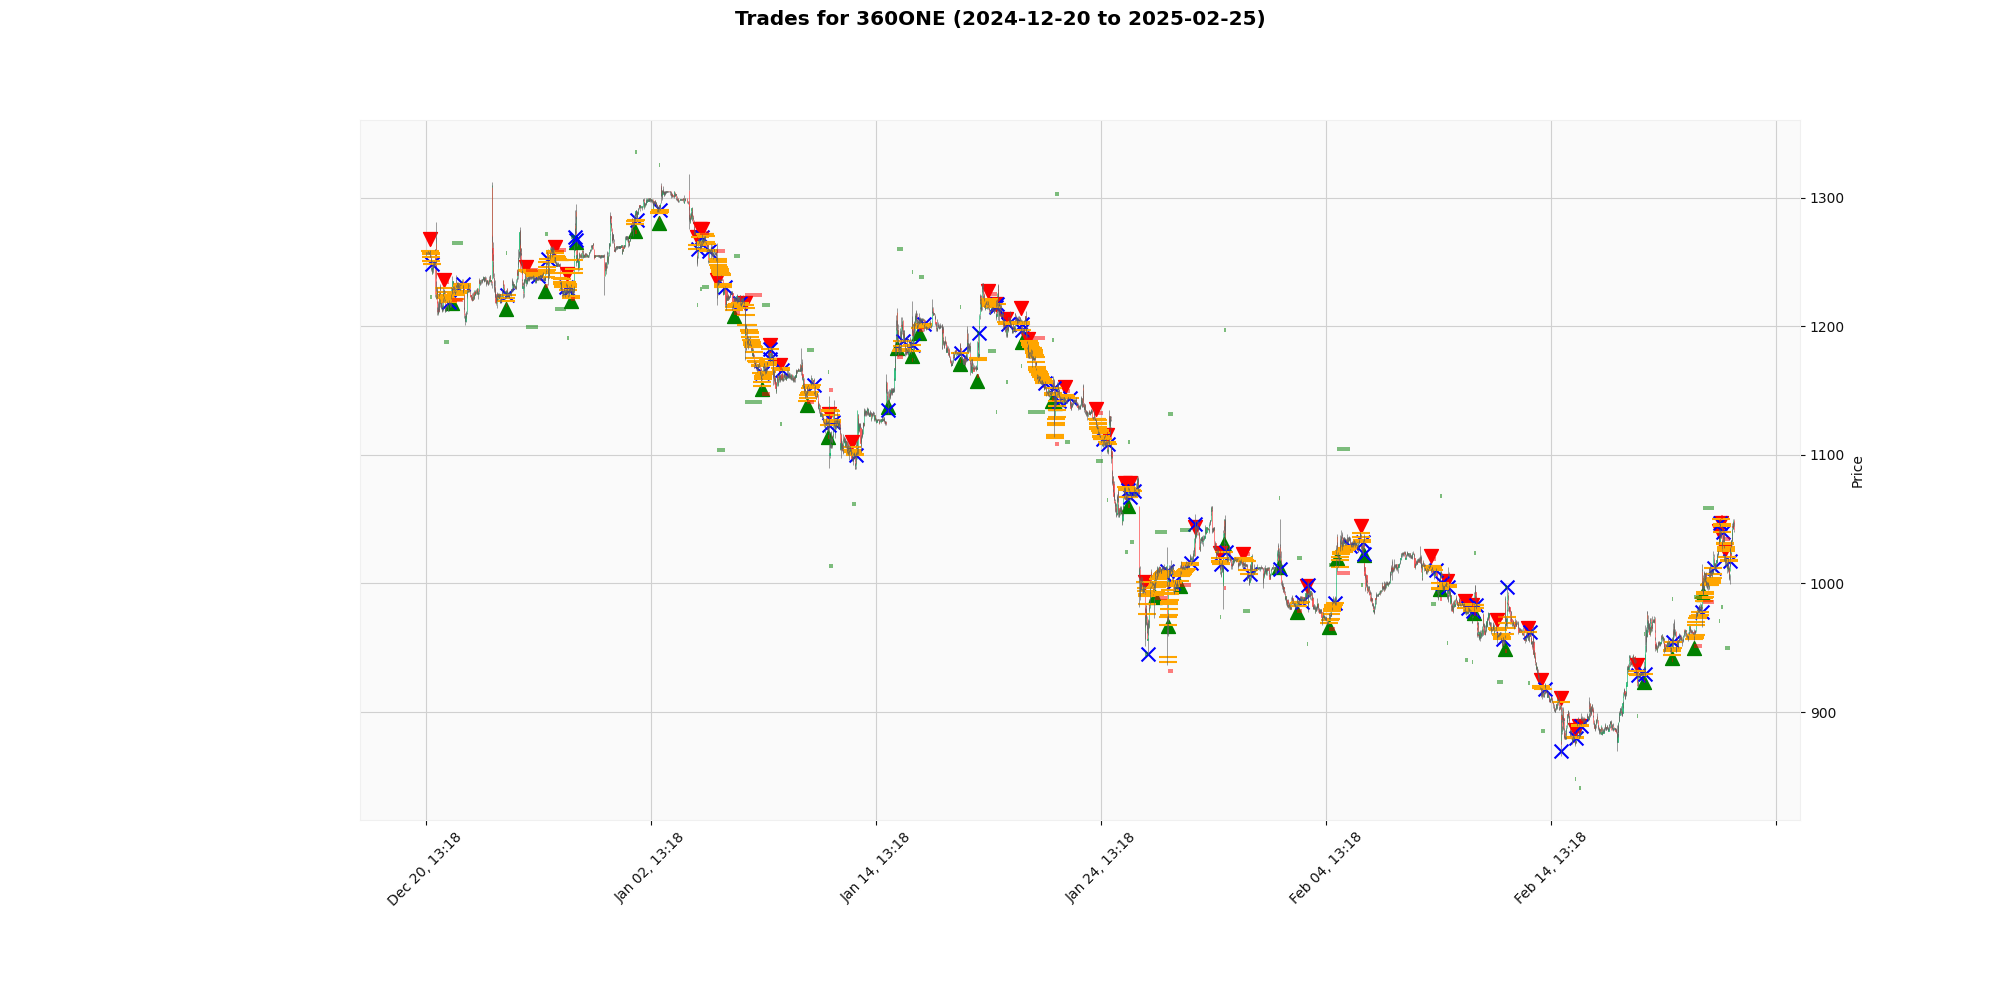 Trades for 360ONE (2024-12-20 to 2025-02-25)
1300
1200
1100
1000
900
Price
Dec 20, 13:18
Jan 02, 13:18
Jan 14, 13:18
Jan 24, 13:18
Feb 04, 13:18
Feb 14, 13:18